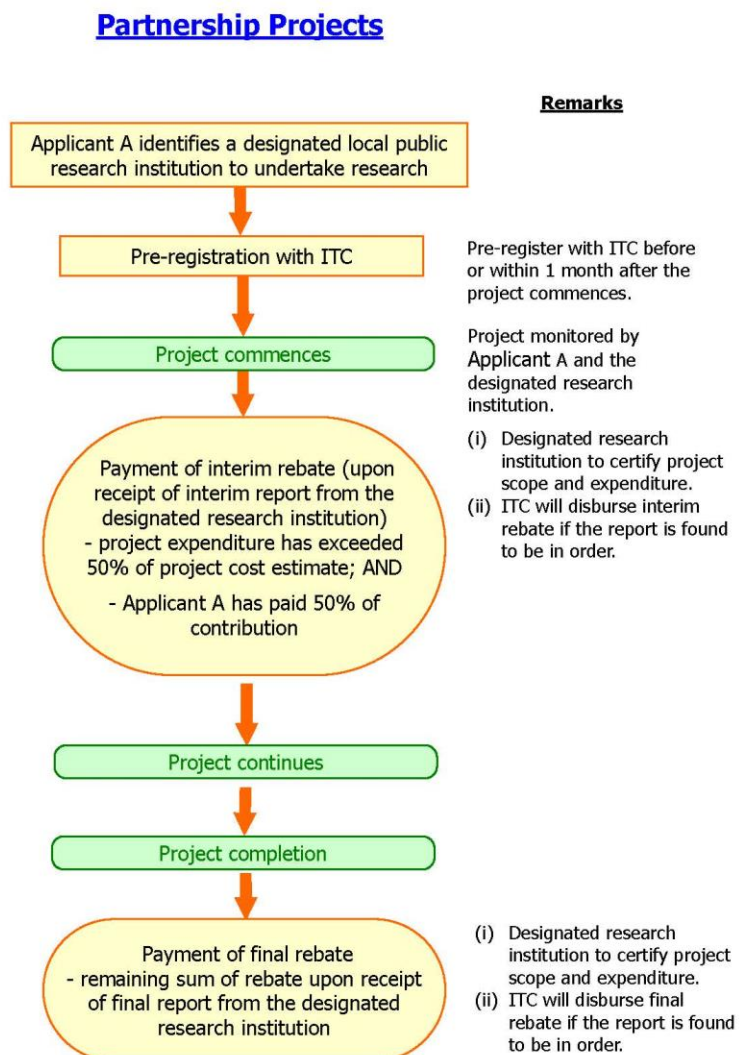 Partnership Projects
Remarks
Applicant A identifies a designated local public
research institution to undertake research
Pre-registration with ITC
Pre-register with ITC before
or within 1 month after the
project commences.
Project commences
Project monitored by
Applicant A and the
designated research
institution.
Payment of interim rebate (upon
receipt of interim report from the
designated research institution)
- project expenditure has exceeded
50% of project cost estimate; AND
- Applicant A has paid 50% of
contribution
(i) Designated research
institution to certify project
scope and expenditure.
(ii) ITC will disburse interim
rebate if the report is found
to be in order.
Project continues
Project completion
Payment of final rebate
- remaining sum of rebate upon receipt
of final report from the designated
research institution
(i) Designated research
institution to certify project
scope and expenditure.
(ii) ITC will disburse final
rebate if the report is found
to be in order.